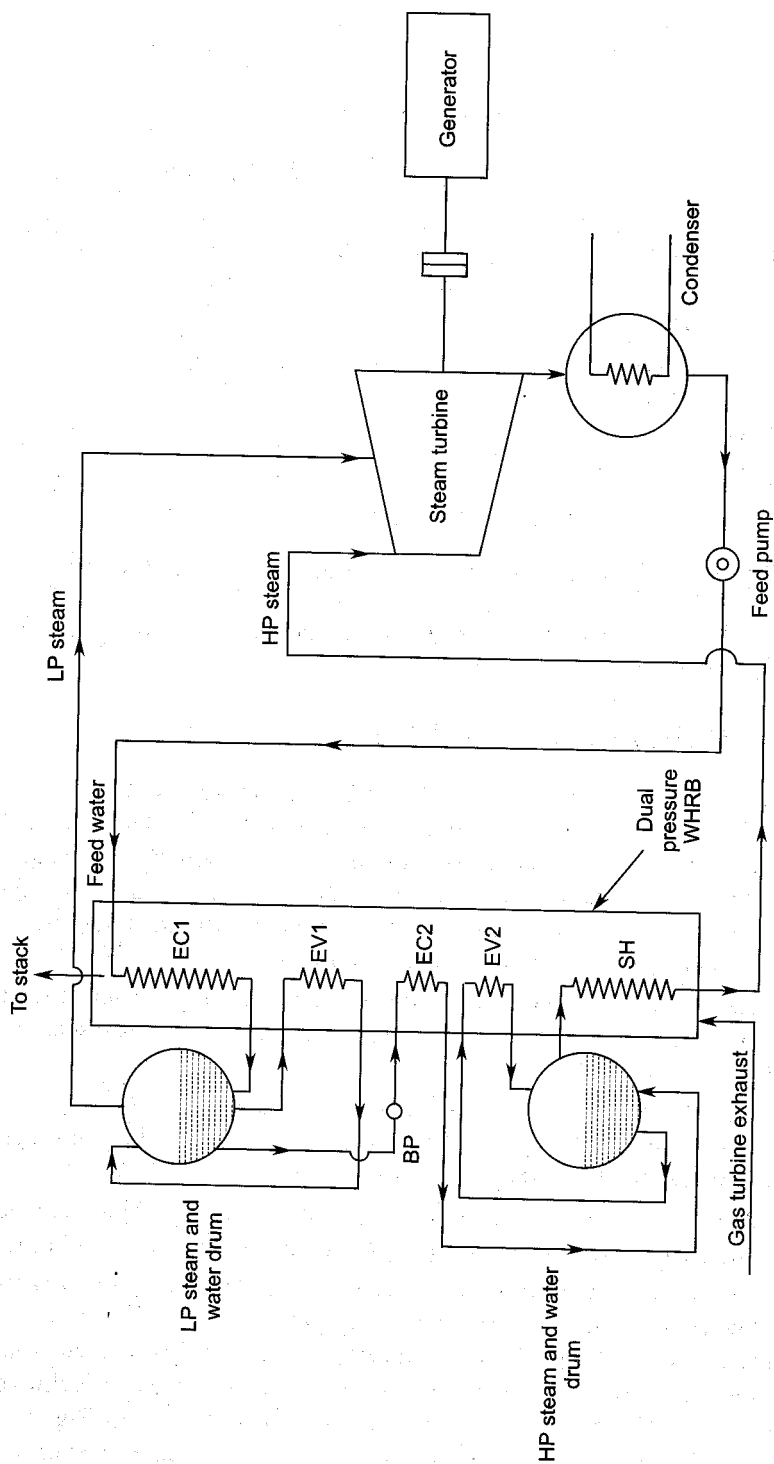 To stack
LP steam
Feed water
HP steam
EC1
EV1
EC2
EV2
SH
BP
LP steam and
water drum
HP steam and water
drum
Gas turbine exhaust
Dual
pressure
WHRB
Steam turbine
Generator
Condenser
Feed pump